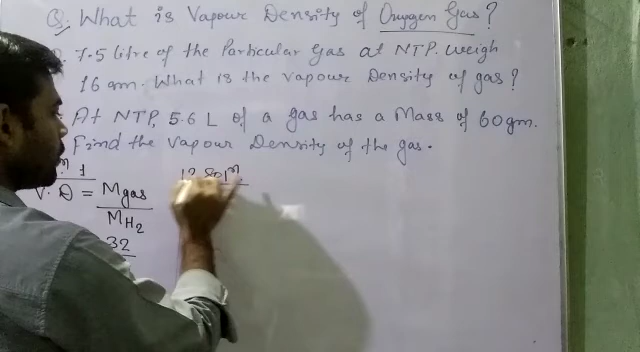 Q. What is Vapour Density of Oxygen Gas?
7.5 litre of the Particular gas at NTP. weigh
16 gm. What is the vapour Density of gas?
At NTP, 5.6 L of a gas has a Mass of 60gm.
Find the vapour Density of the gas.
1
V. D = Mgas
MH2
32